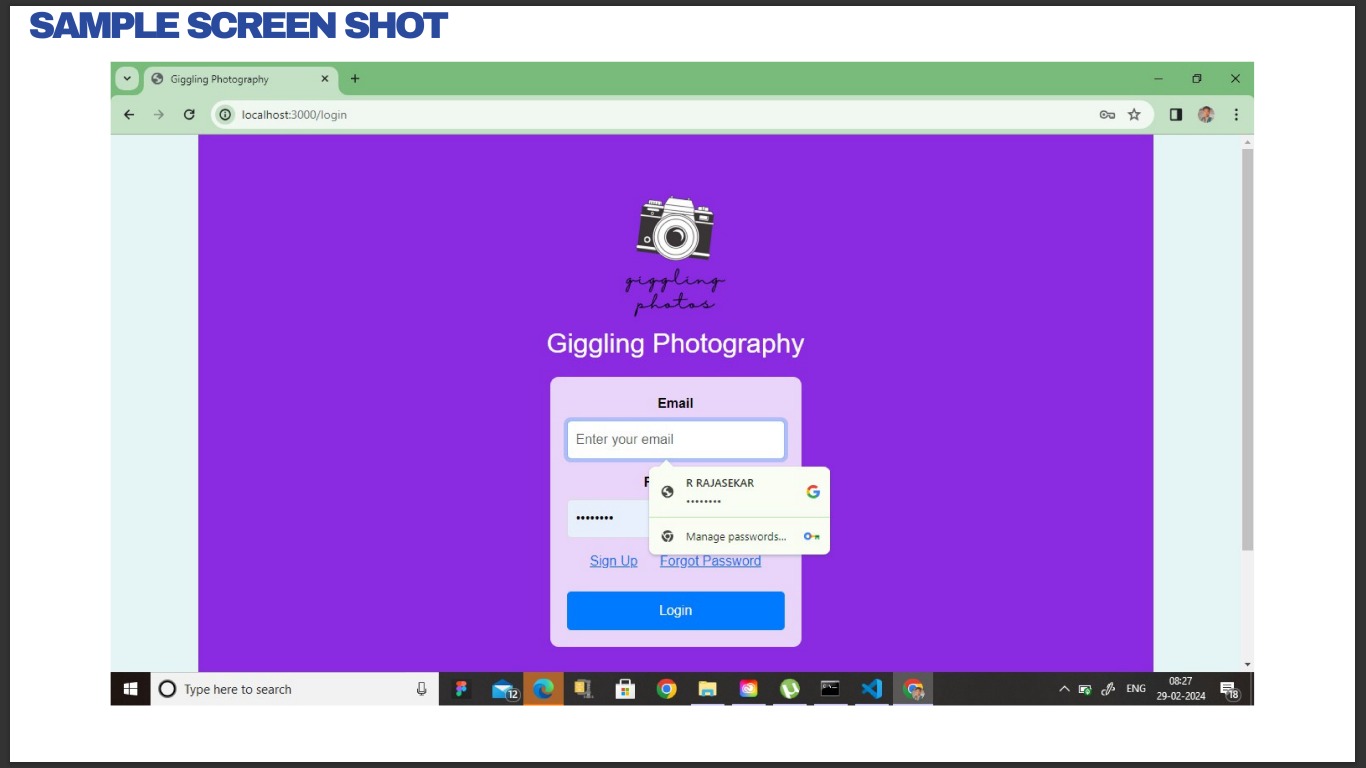 SAMPLE SCREEN SHOT
Giggling Photography
localhost:3000/login
giggling
photos
Giggling Photography
Email
Enter your email
R RAJASEKAR
••••••••
Manage passwords...
••••••••
Sign Up Forgot Password
Login
Type here to search
12
ENG
08:27
29-02-2024
18